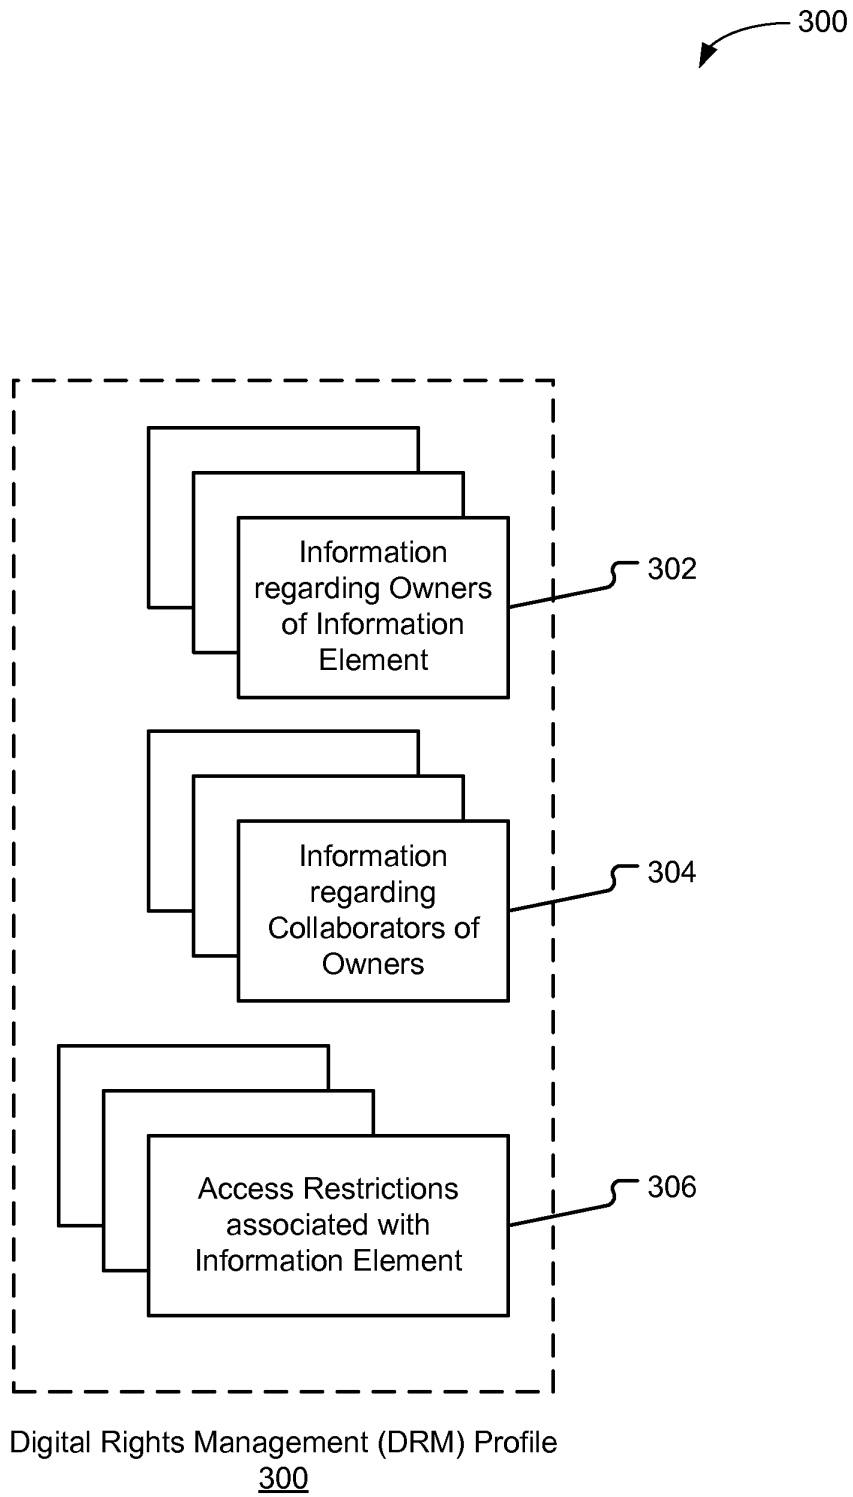 300
Information
regarding Owners
of Information
Element
302
Information
regarding
Collaborators of
Owners
304
Access Restrictions
associated with
Information Element
306
Digital Rights Management (DRM) Profile
300